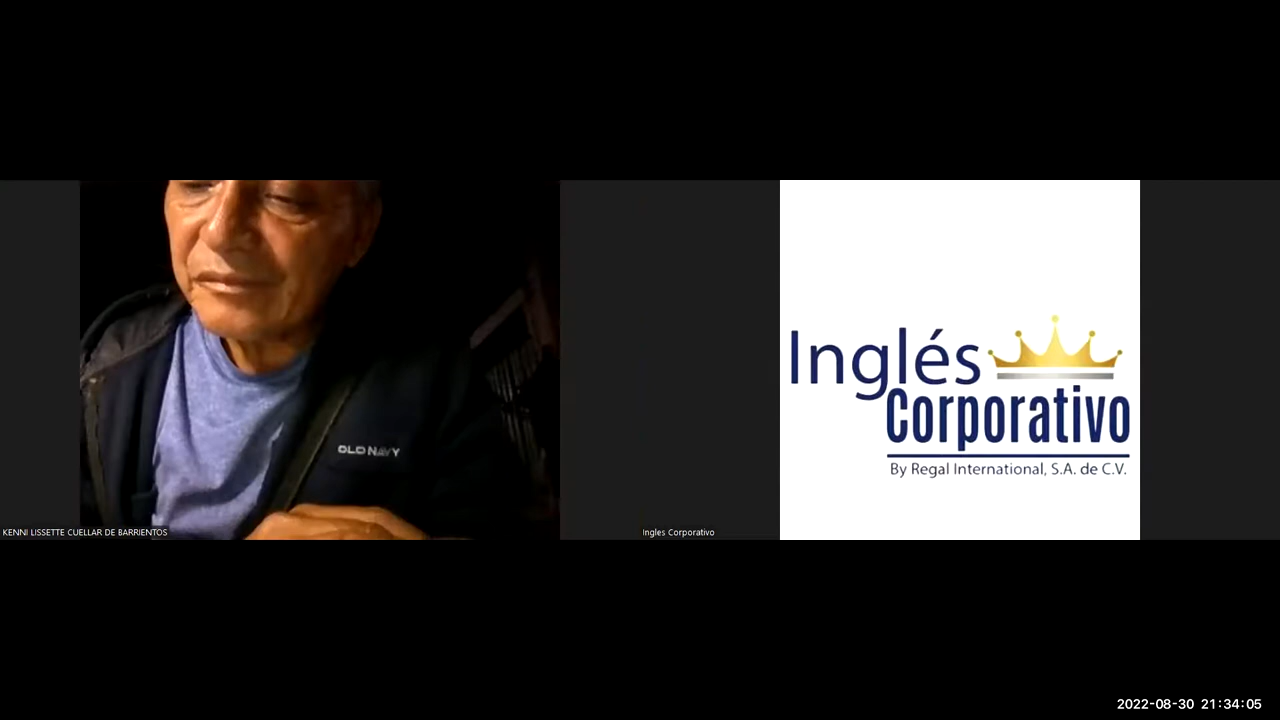 OLD NAVY
KENNI LISSETTE CUELLAR DE BARRIENTOS
Inglés
Corporativo
By Regal International, S.A. de C.V.
Ingles Corporativo
2022-08-30 21:34:05